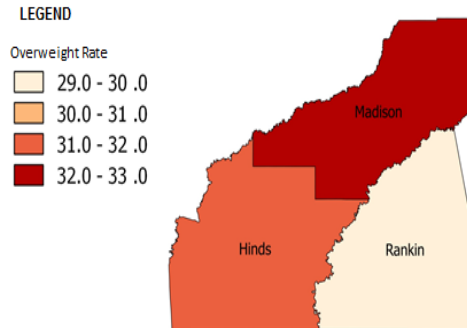 LEGEND
Overweight Rate
29.0 - 30 .0
30.0 - 31 .0
31.0 - 32.0
32.0 - 33 .0
Madison
Hinds
Rankin